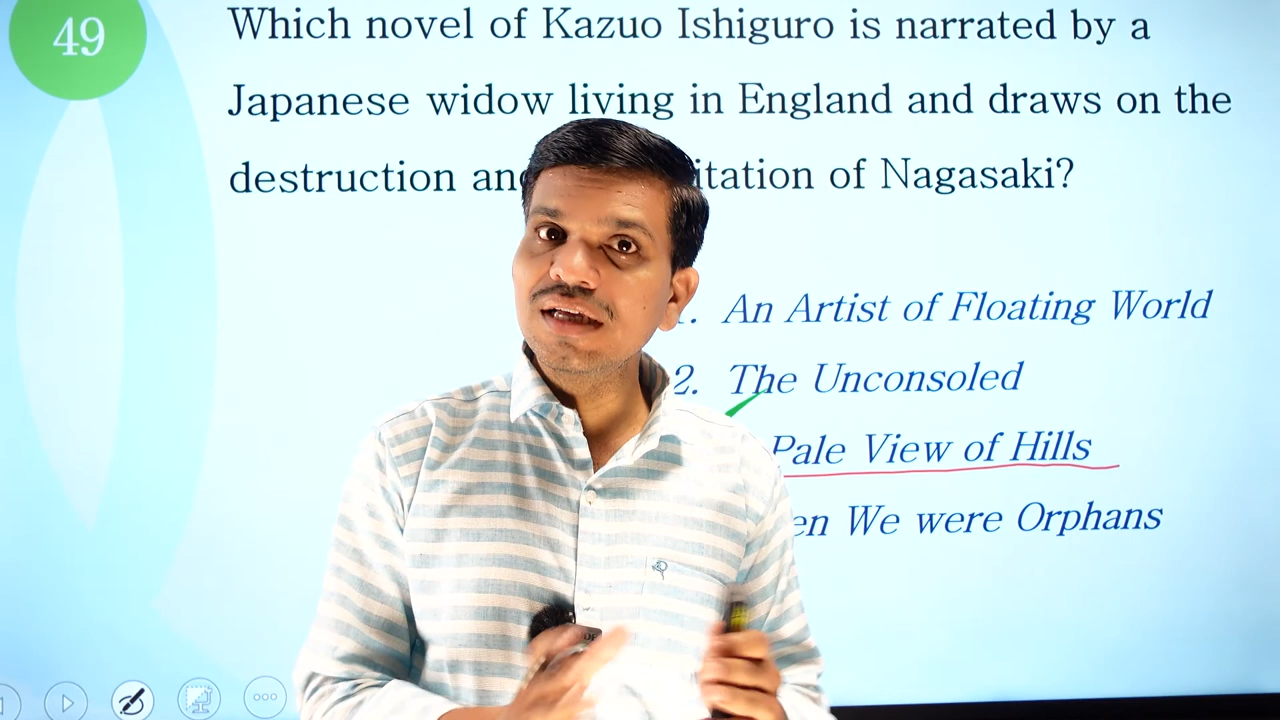 49
Which novel of Kazuo Ishiguro is narrated by a
Japanese widow living in England and draws on the
destruction and itation of Nagasaki?
1. An Artist of Floating World
2. The Unconsoled
Pale View of Hills
en We were Orphans